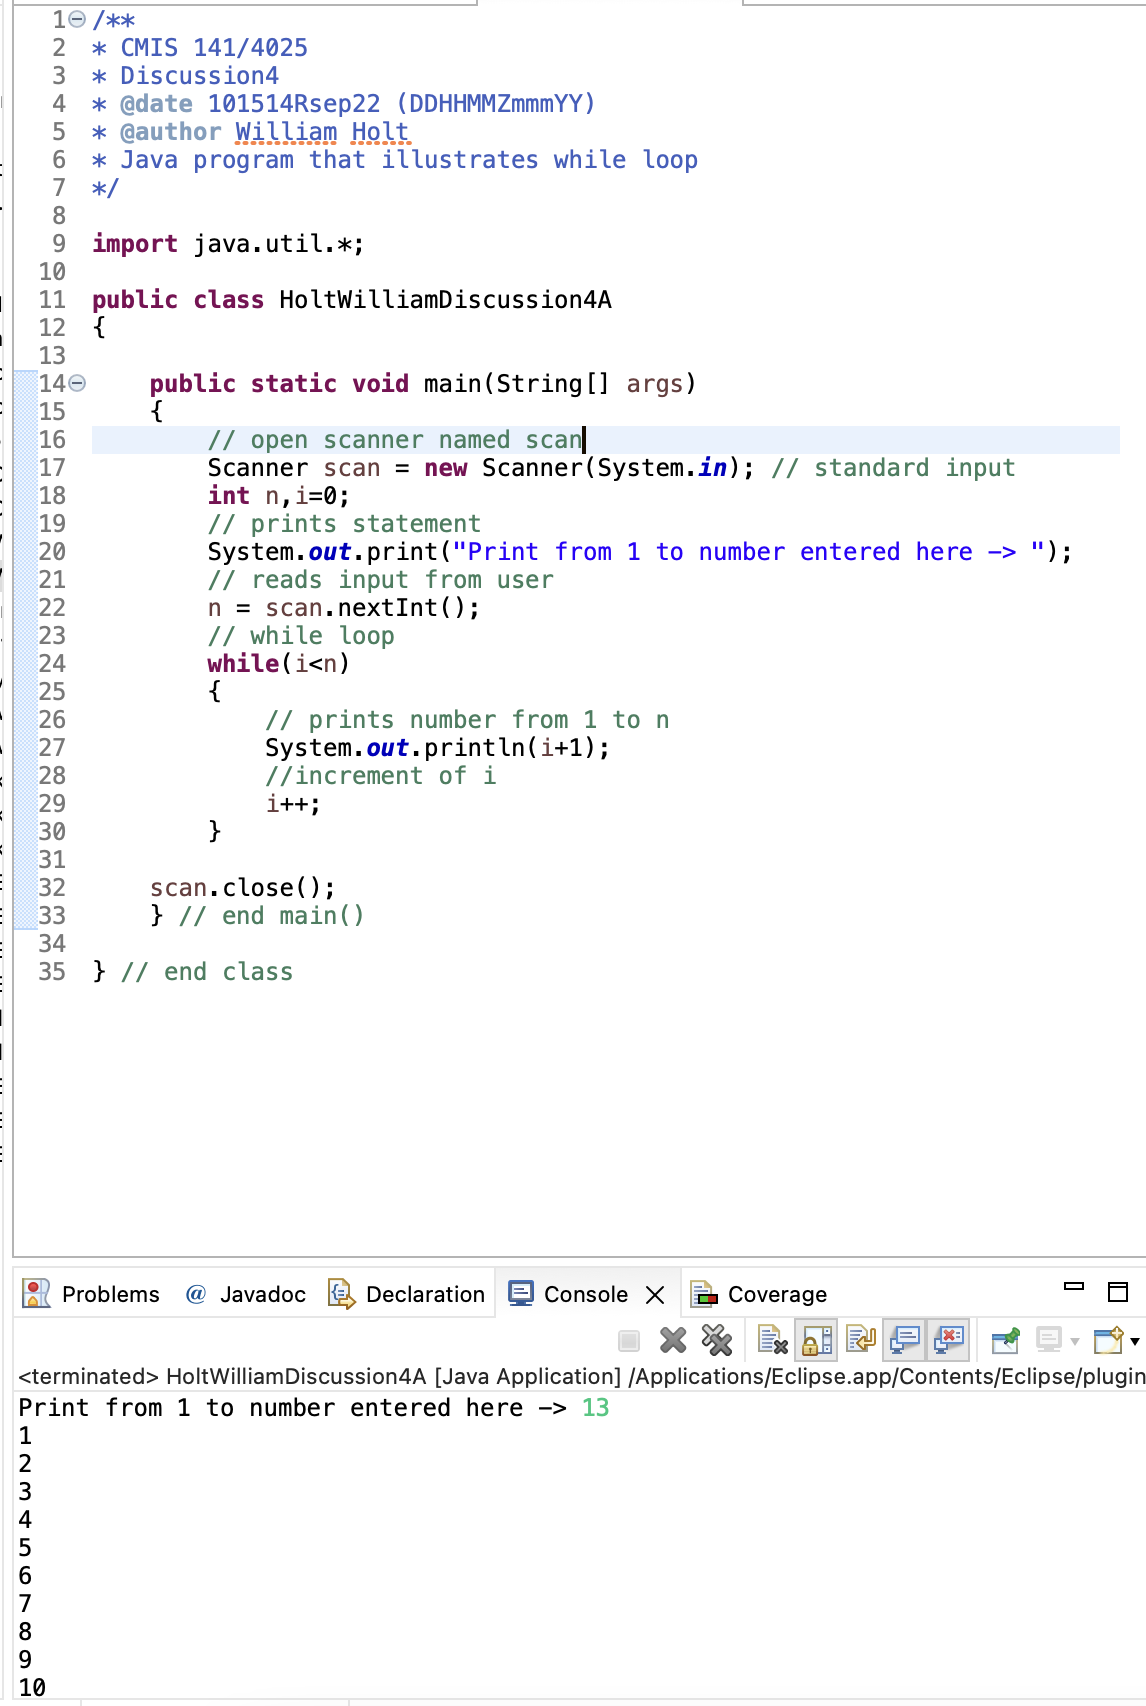 1 /**
2 * CMIS 141/4025
3 * Discussion4
4 * @date 101514Rsep22 (DDHHMMZmmmYY)
5 * @author William Holt
6 * Java program that illustrates while loop
7 */
8
9 import java.util.*;
10
11 public class HoltWilliamDiscussion4A
12 {
13
14     public static void main(String[] args)
15     {
16         // open scanner named scan
17         Scanner scan = new Scanner(System.in); // standard input
18         int n,i=0;
19         // prints statement
20         System.out.print("Print from 1 to number entered here -> ");
21         // reads input from user
22         n = scan.nextInt();
23         // while loop
24         while(i<n)
25         {
26             // prints number from 1 to n
27             System.out.println(i+1);
28             //increment of i
29             i++;
30         }
31
32     scan.close();
33     } // end main()
34
35 } // end class
Problems @ Javadoc Declaration Console Coverage
<terminated> HoltWilliamDiscussion4A [Java Application] /Applications/Eclipse.app/Contents/Eclipse/plugin
Print from 1 to number entered here -> 13
1
2
3
4
5
6
7
8
9
10